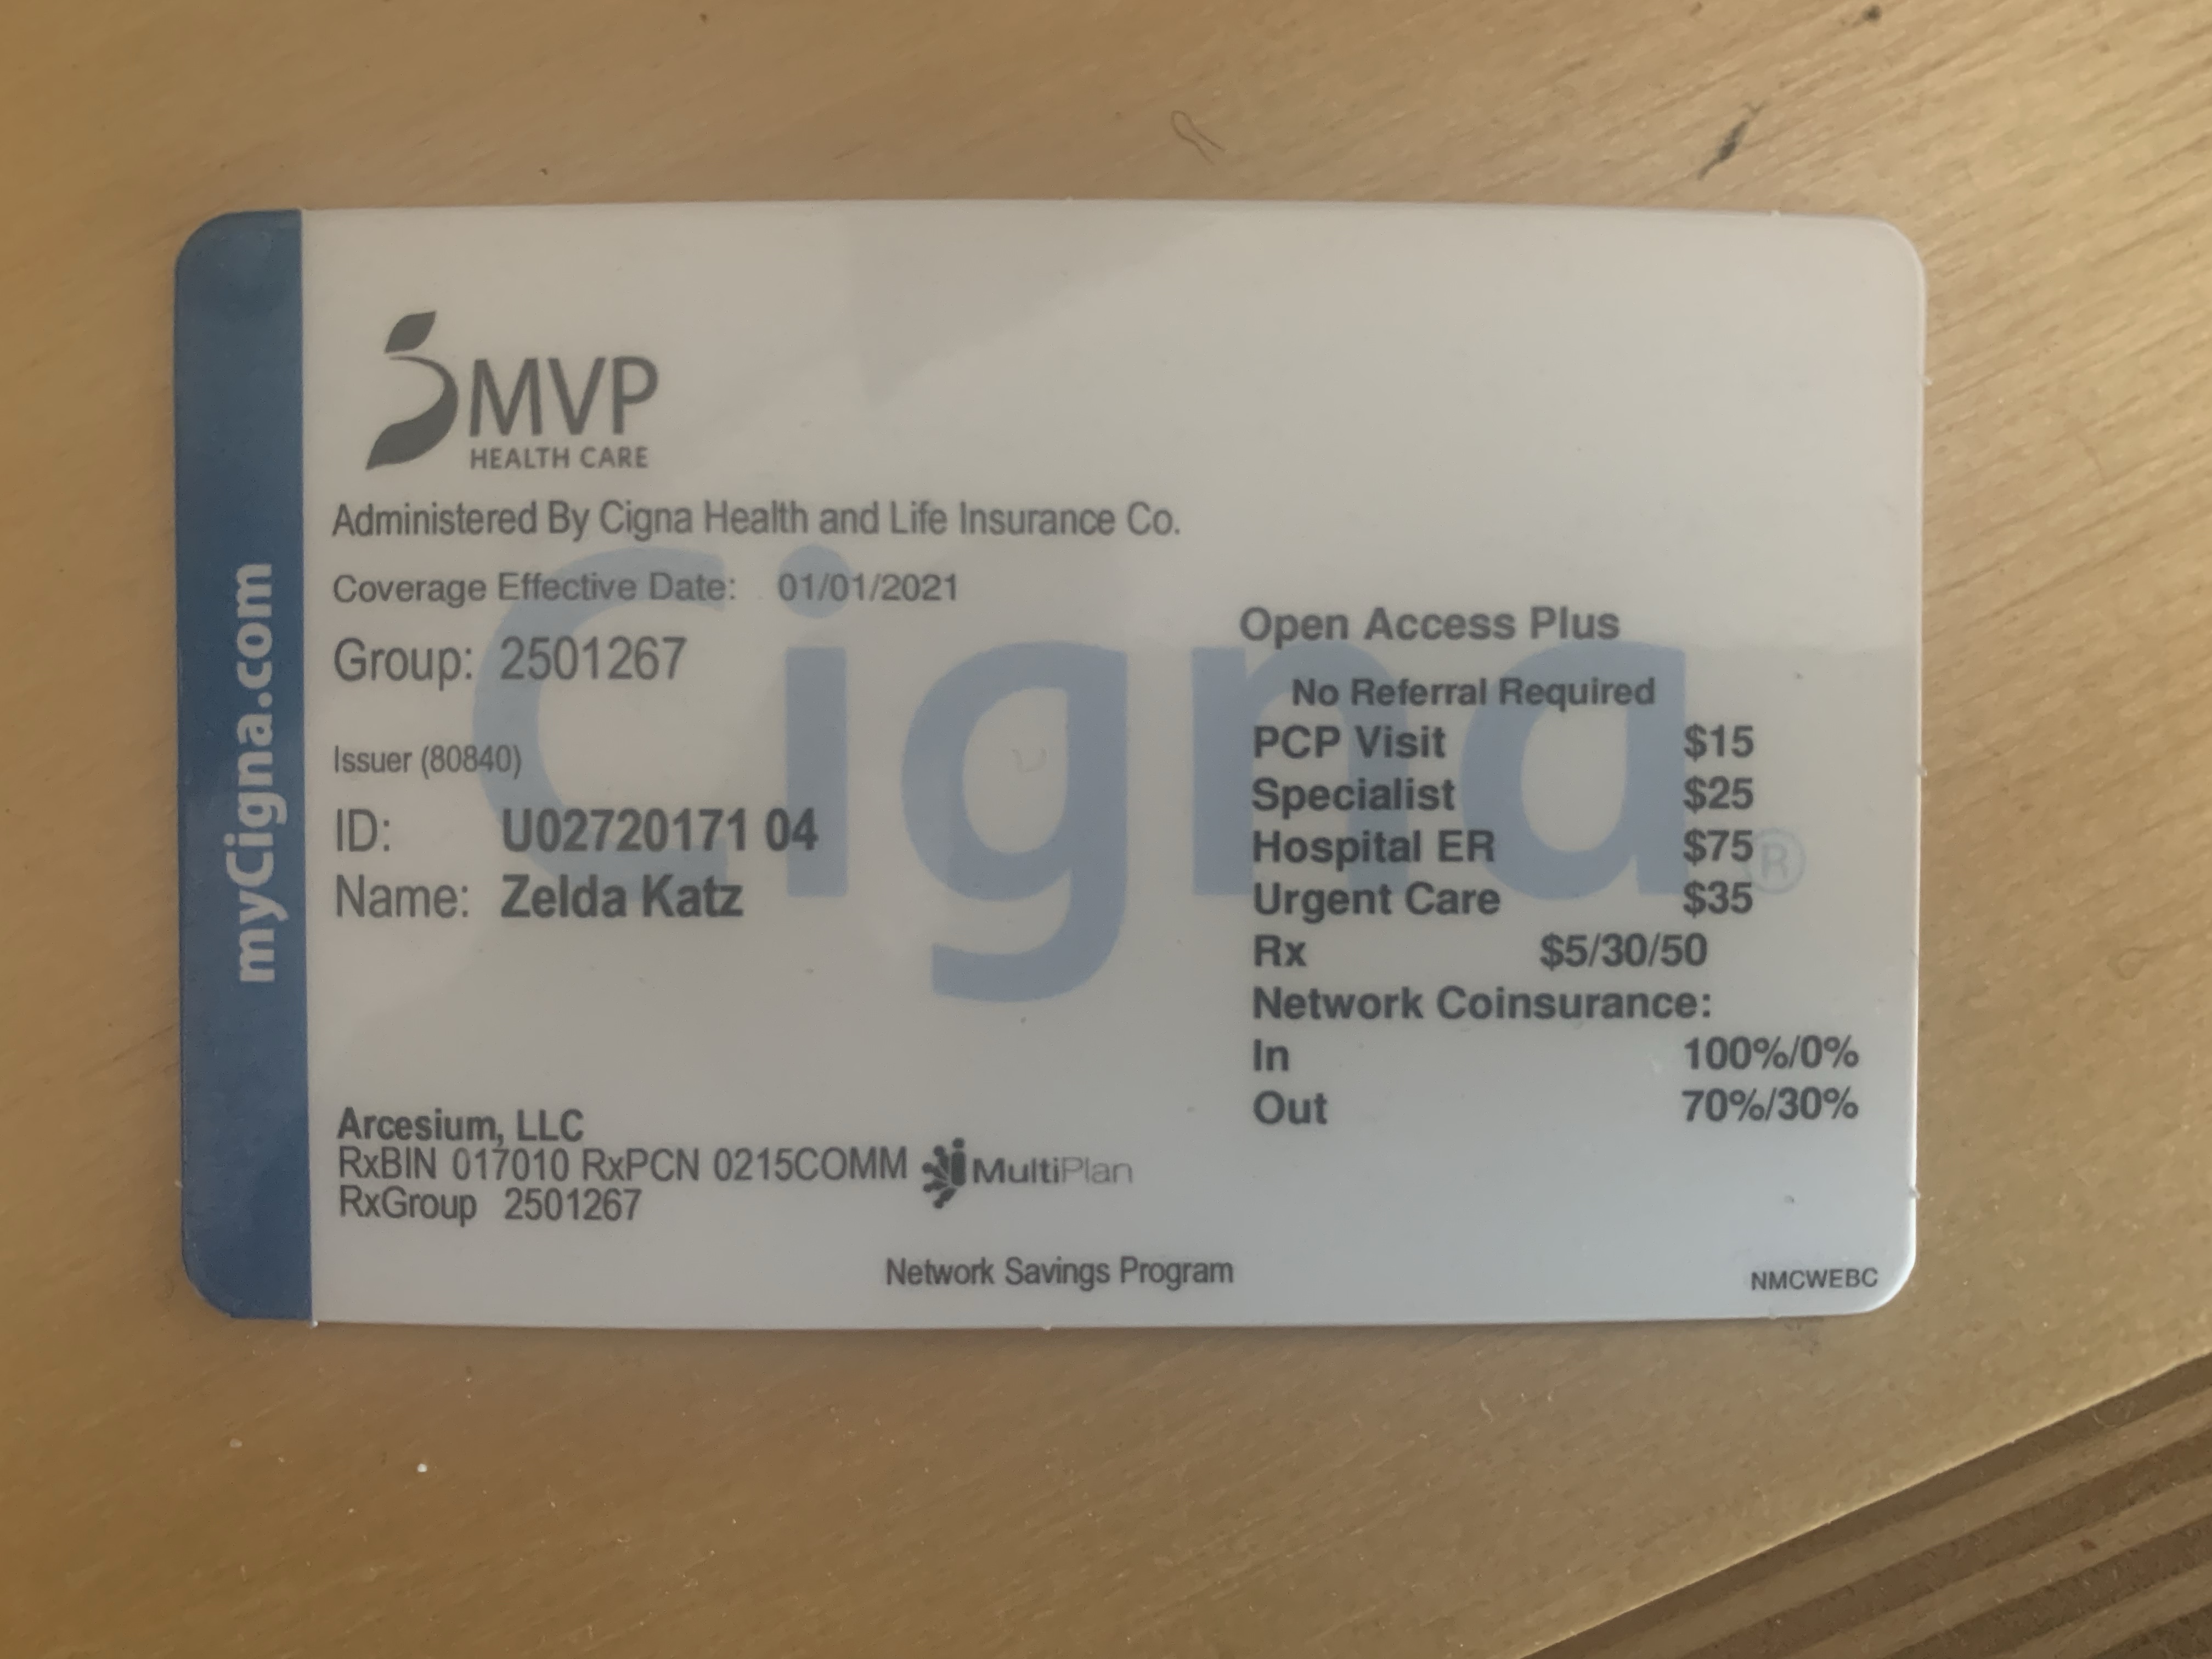 myCigna.com
MVP
HEALTH CARE
Administered By Cigna Health and Life Insurance Co.
Coverage Effective Date: 01/01/2021
Group: 2501267
Issuer (80840)
ID: U02720171 04
Name: Zelda Katz
Cigna®
Open Access Plus
No Referral Required
PCP Visit $15
Specialist $25
Hospital ER $75
Urgent Care $35
Rx $5/30/50
Network Coinsurance:
In 100%/0%
Out 70%/30%
Arcesium, LLC
RxBIN 017010 RxPCN 0215COMM MultiPlan
RxGroup 2501267
Network Savings Program
NMCWEBC